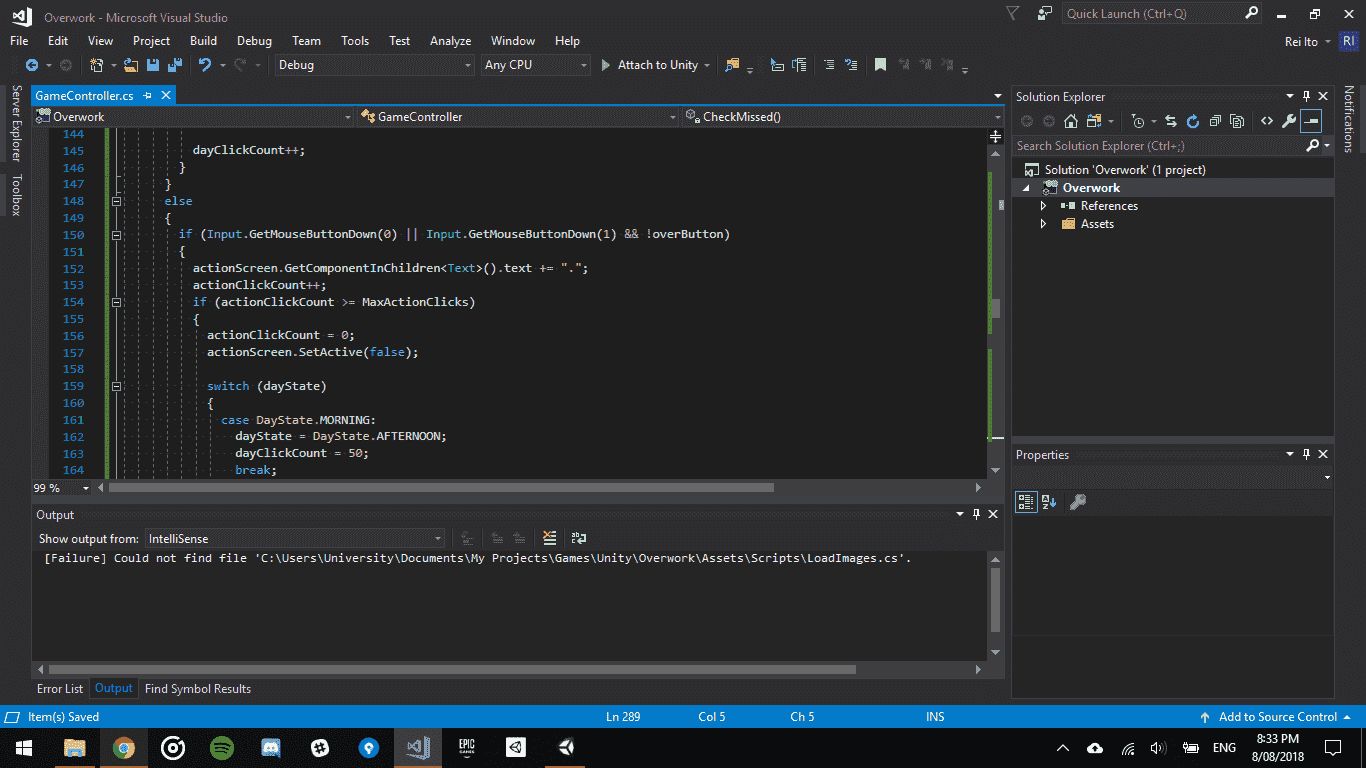 Overwork - Microsoft Visual Studio
Quick Launch (Ctrl+Q)
File Edit View Project Build Debug Team Tools Test Analyze Window Help
Rei Ito RI
Debug Any CPU Attach to Unity
Server Explorer
Toolbox
GameController.cs
Overwork GameController CheckMissed()
144
145 dayClickCount++;
146 }
147 }
148 else
149 {
150 if (Input.GetMouseButtonDown(0) || Input.GetMouseButtonDown(1) && !overButton)
151 {
152 actionScreen.GetComponentInChildren<Text>().text += ".";
153 actionClickCount++;
154 if (actionClickCount >= MaxActionClicks)
155 {
156 actionClickCount = 0;
157 actionScreen.SetActive(false);
158
159 switch (dayState)
160 {
161 case DayState.MORNING:
162 dayState = DayState.AFTERNOON;
163 dayClickCount = 50;
164 break;
99 %
Output
Show output from: IntelliSense
[Failure] Could not find file 'C:\Users\University\Documents\My Projects\Games\Unity\Overwork\Assets\Scripts\LoadImages.cs'.
Error List Output Find Symbol Results
Solution Explorer
Search Solution Explorer (Ctrl+;)
Solution 'Overwork' (1 project)
Overwork
References
Assets
Properties
Notifications
Item(s) Saved Ln 289 Col 5 Ch 5 INS Add to Source Control
EPIC GAMES
ENG
8:33 PM
8/08/2018